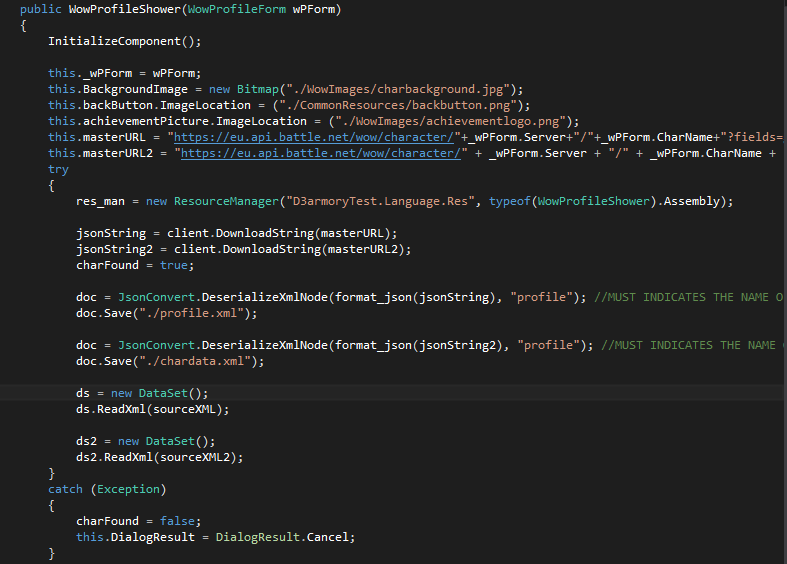 public WowProfileShower(WowProfileForm wPForm)
{
InitializeComponent();
this._wPForm = wPForm;
this.BackgroundImage = new Bitmap("./WowImages/charbackground.jpg");
this.backButton.ImageLocation = ("./CommonResources/backbutton.png");
this.achievementPicture.ImageLocation = ("./WowImages/achievementlogo.png");
this.masterURL = "https://eu.api.battle.net/wow/character/"+_wPForm.Server+"/"+_wPForm.CharName+"?fields=
this.masterURL2 = "https://eu.api.battle.net/wow/character/" + _wPForm.Server + "/" + _wPForm.CharName +
try
{
res_man = new ResourceManager("D3armoryTest.Language.Res", typeof(WowProfileShower).Assembly);
jsonString = client.DownloadString(masterURL);
jsonString2 = client.DownloadString(masterURL2);
charFound = true;
doc = JsonConvert.DeserializeXmlNode(format_json(jsonString), "profile"); //MUST INDICATES THE NAME O
doc.Save("./profile.xml");
doc = JsonConvert.DeserializeXmlNode(format_json(jsonString2), "profile"); //MUST INDICATES THE NAME
doc.Save("./chardata.xml");
ds = new DataSet();
ds.ReadXml(sourceXML);
ds2 = new DataSet();
ds2.ReadXml(sourceXML2);
}
catch (Exception)
{
charFound = false;
this.DialogResult = DialogResult.Cancel;
}